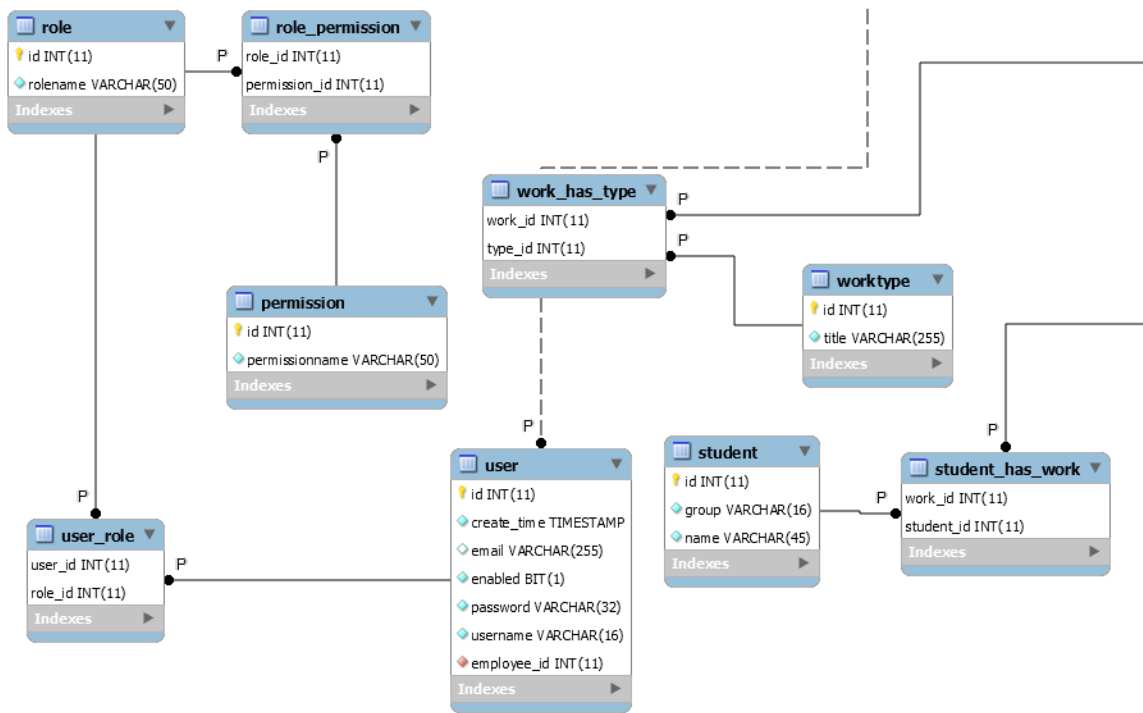 role
id INT(11)
rolename VARCHAR(50)
Indexes
P
role_permission
role_id INT(11)
permission_id INT(11)
Indexes
P
permission
id INT(11)
permissionname VARCHAR(50)
Indexes
work_has_type
work_id INT(11)
type_id INT(11)
Indexes
P
P
worktype
id INT(11)
title VARCHAR(255)
Indexes
P
user
id INT(11)
create_time TIMESTAMP
email VARCHAR(255)
enabled BIT(1)
password VARCHAR(32)
username VARCHAR(16)
employee_id INT(11)
Indexes
student
id INT(11)
group VARCHAR(16)
name VARCHAR(45)
Indexes
P
P
student_has_work
work_id INT(11)
student_id INT(11)
Indexes
P
user_role
user_id INT(11)
role_id INT(11)
Indexes
P